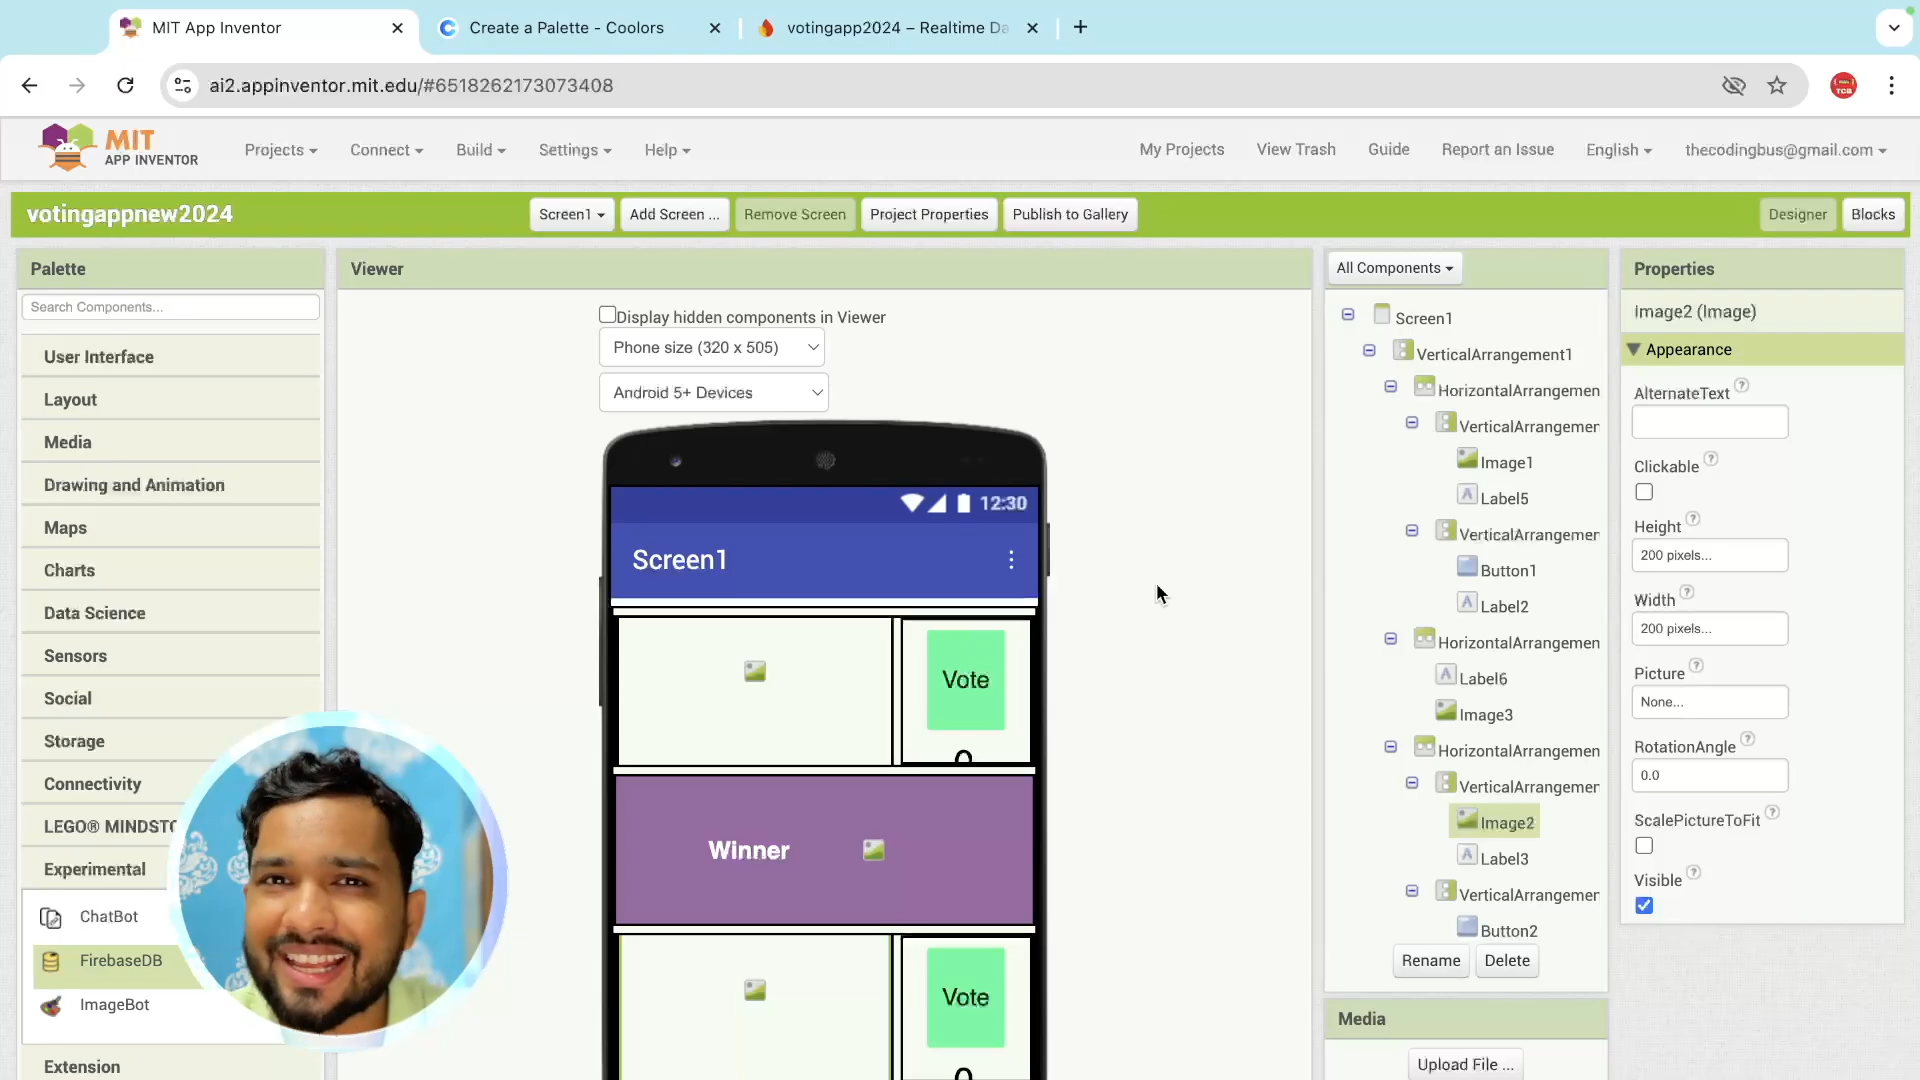 MIT App Inventor
Create a Palette - Coolors
votingapp2024 – Realtime Da
ai2.appinventor.mit.edu/#6518262173073408
MIT
APP INVENTOR
Projects
Connect
Build
Settings
Help
My Projects
View Trash
Guide
Report an Issue
English
thecodingbus@gmail.com
votingappnew2024
Screen1
Add Screen ...
Remove Screen
Project Properties
Publish to Gallery
Designer
Blocks
Palette
Search Components...
User Interface
Layout
Media
Drawing and Animation
Maps
Charts
Data Science
Sensors
Social
Storage
Connectivity
LEGO® MINDSTO
Experimental
ChatBot
FirebaseDB
ImageBot
Extension
Viewer
Display hidden components in Viewer
Phone size (320 x 505)
Android 5+ Devices
12:30
Screen1
Vote
0
Winner
Vote
0
All Components
Screen1
VerticalArrangement1
HorizontalArrangemen
VerticalArrangemen
Image1
Label5
VerticalArrangemen
Button1
Label2
HorizontalArrangemen
Label6
Image3
HorizontalArrangemen
VerticalArrangemen
Image2
Label3
VerticalArrangemen
Button2
Rename
Delete
Media
Upload File ...
Properties
Image2 (Image)
Appearance
AlternateText
Clickable
Height
200 pixels...
Width
200 pixels...
Picture
None...
RotationAngle
0.0
ScalePictureToFit
Visible